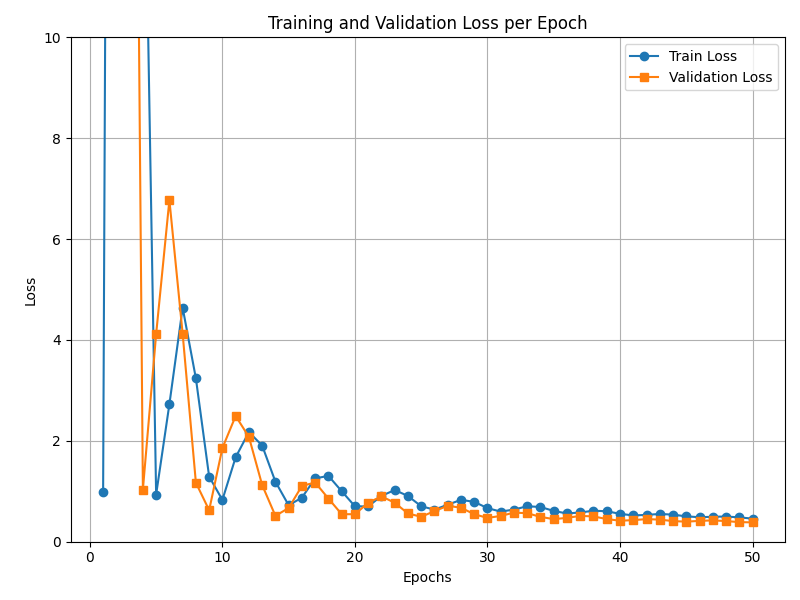 Training and Validation Loss per Epoch
Train Loss
Validation Loss
Loss
10
8
6
4
2
0
0 10 20 30 40 50
Epochs